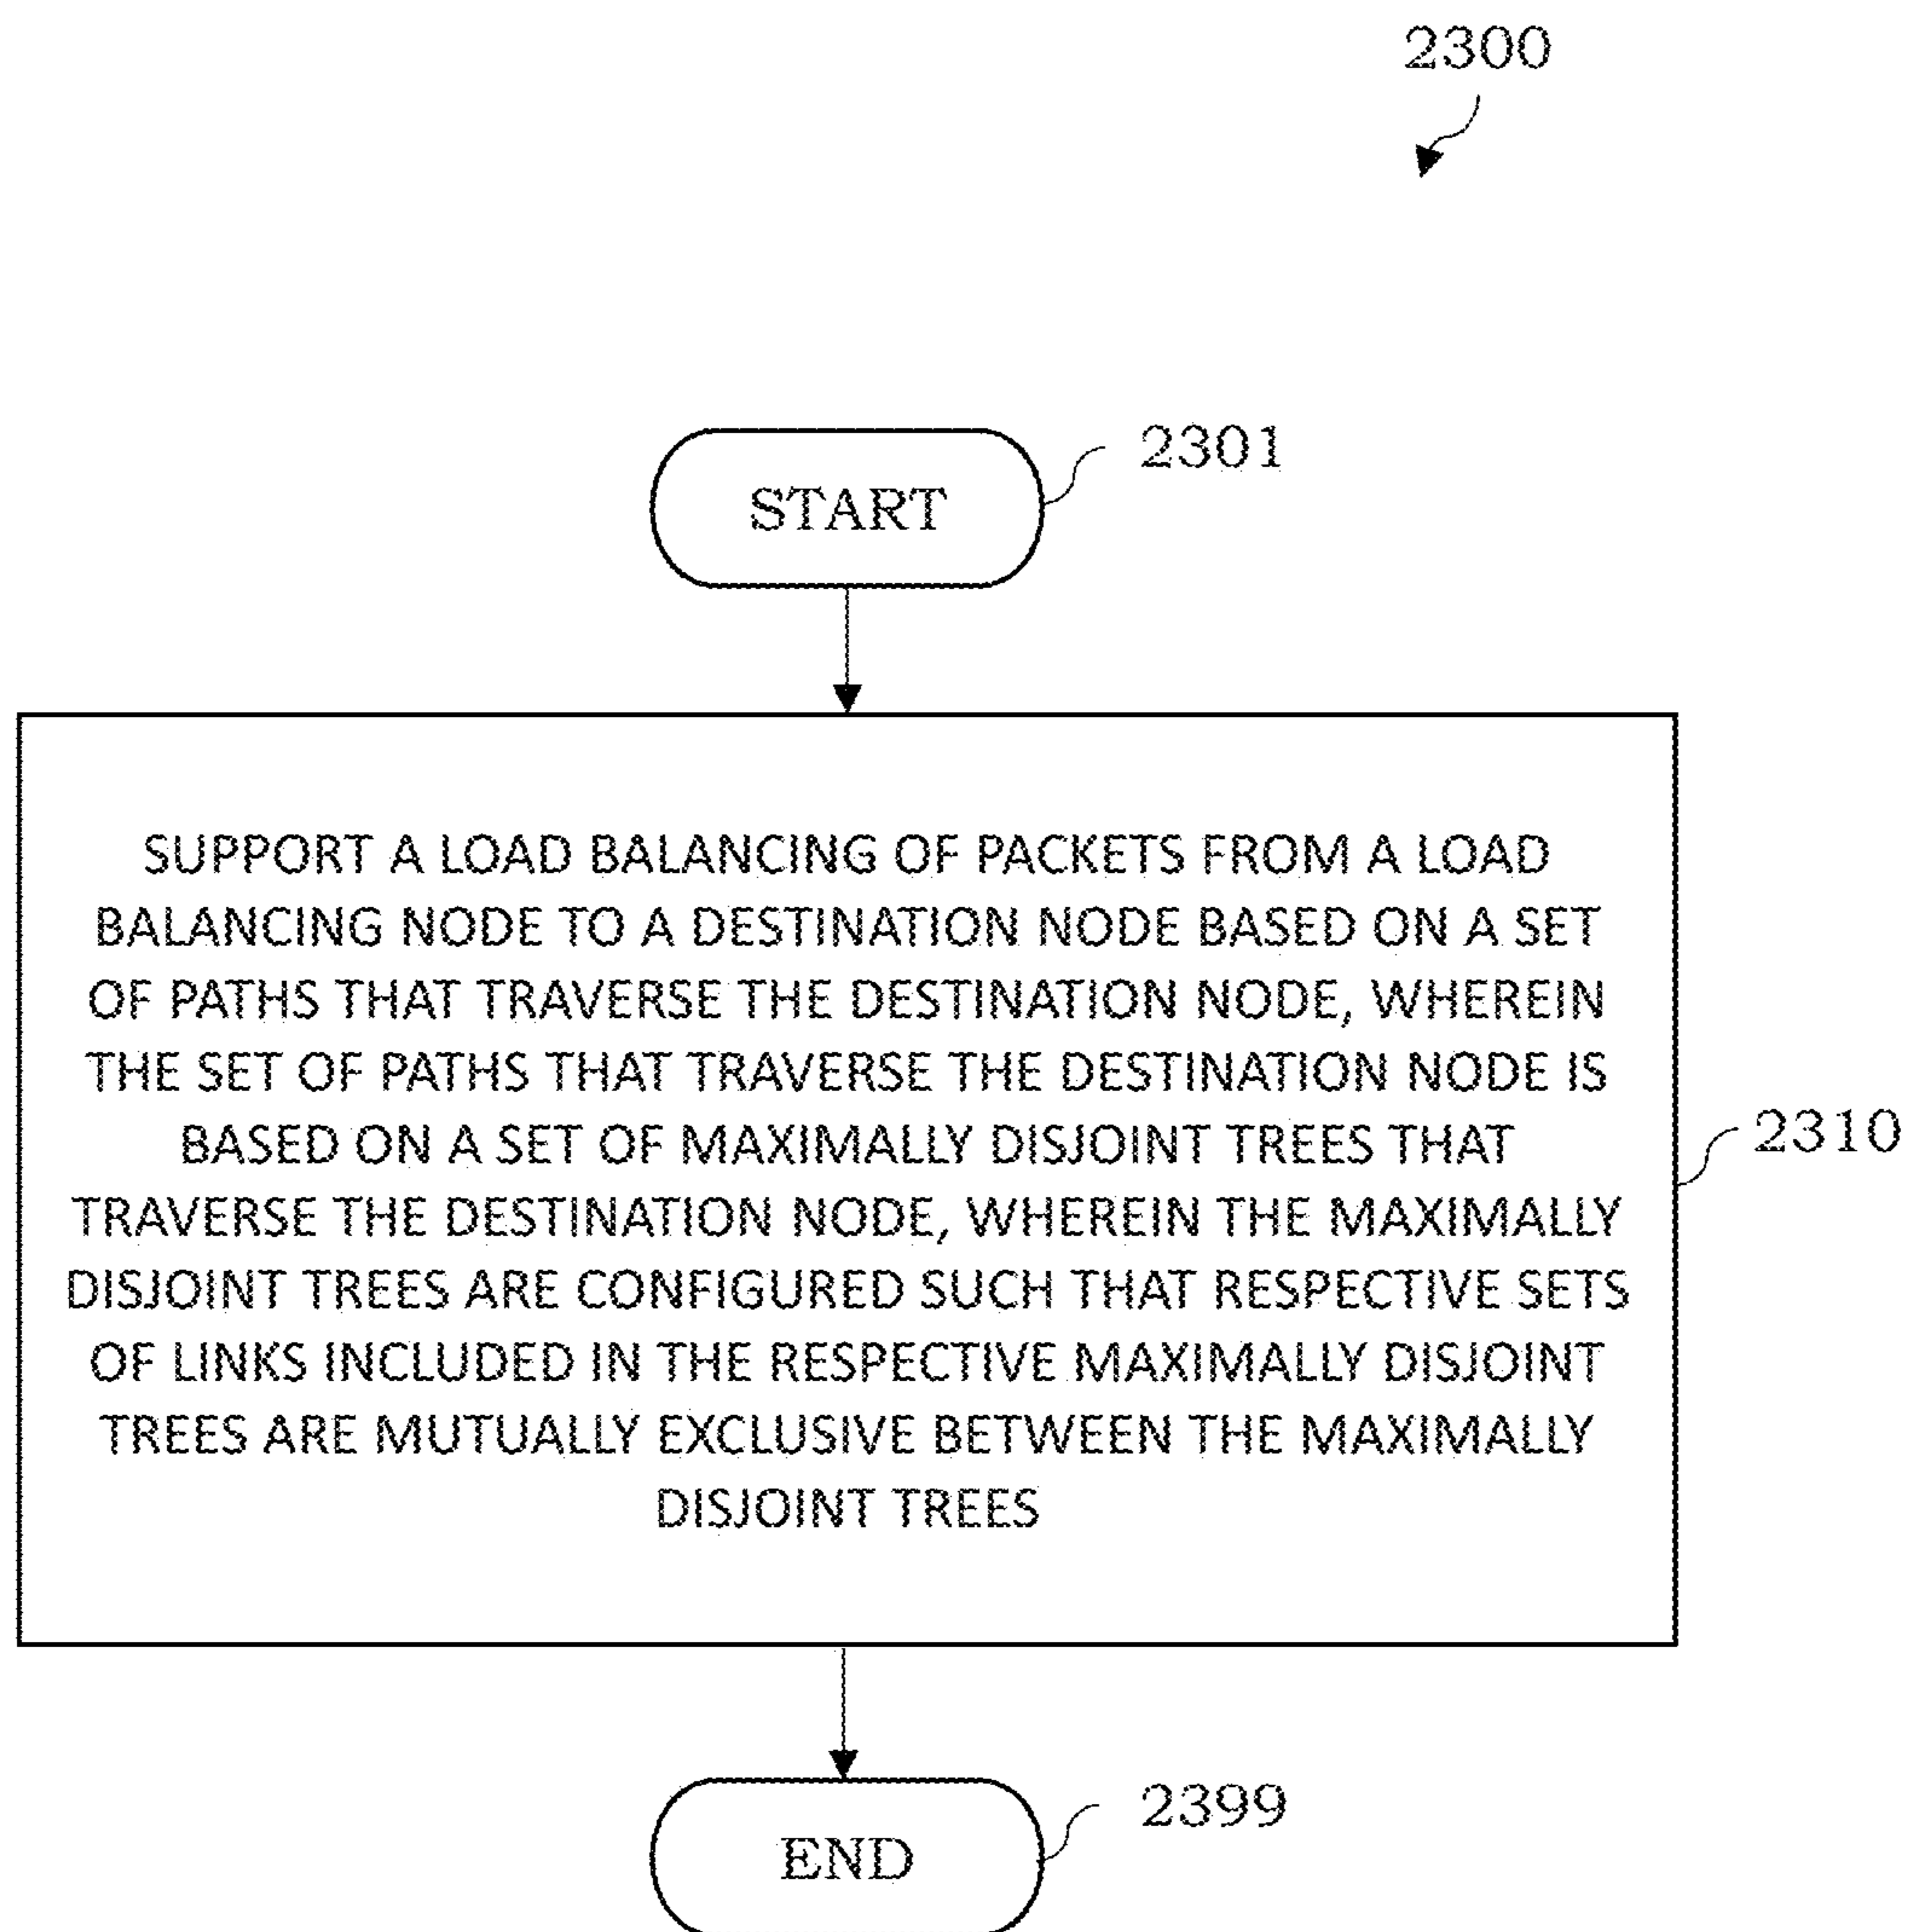 2300
2301
START
SUPPORT A LOAD BALANCING OF PACKETS FROM A LOAD
BALANCING NODE TO A DESTINATION NODE BASED ON A SET
OF PATHS THAT TRAVERSE THE DESTINATION NODE, WHEREIN
THE SET OF PATHS THAT TRAVERSE THE DESTINATION NODE IS
BASED ON A SET OF MAXIMALLY DISJOINT TREES THAT
TRAVERSE THE DESTINATION NODE, WHEREIN THE MAXIMALLY
DISJOINT TREES ARE CONFIGURED SUCH THAT RESPECTIVE SETS
OF LINKS INCLUDED IN THE RESPECTIVE MAXIMALLY DISJOINT
TREES ARE MUTUALLY EXCLUSIVE BETWEEN THE MAXIMALLY
DISJOINT TREES
2310
2399
END